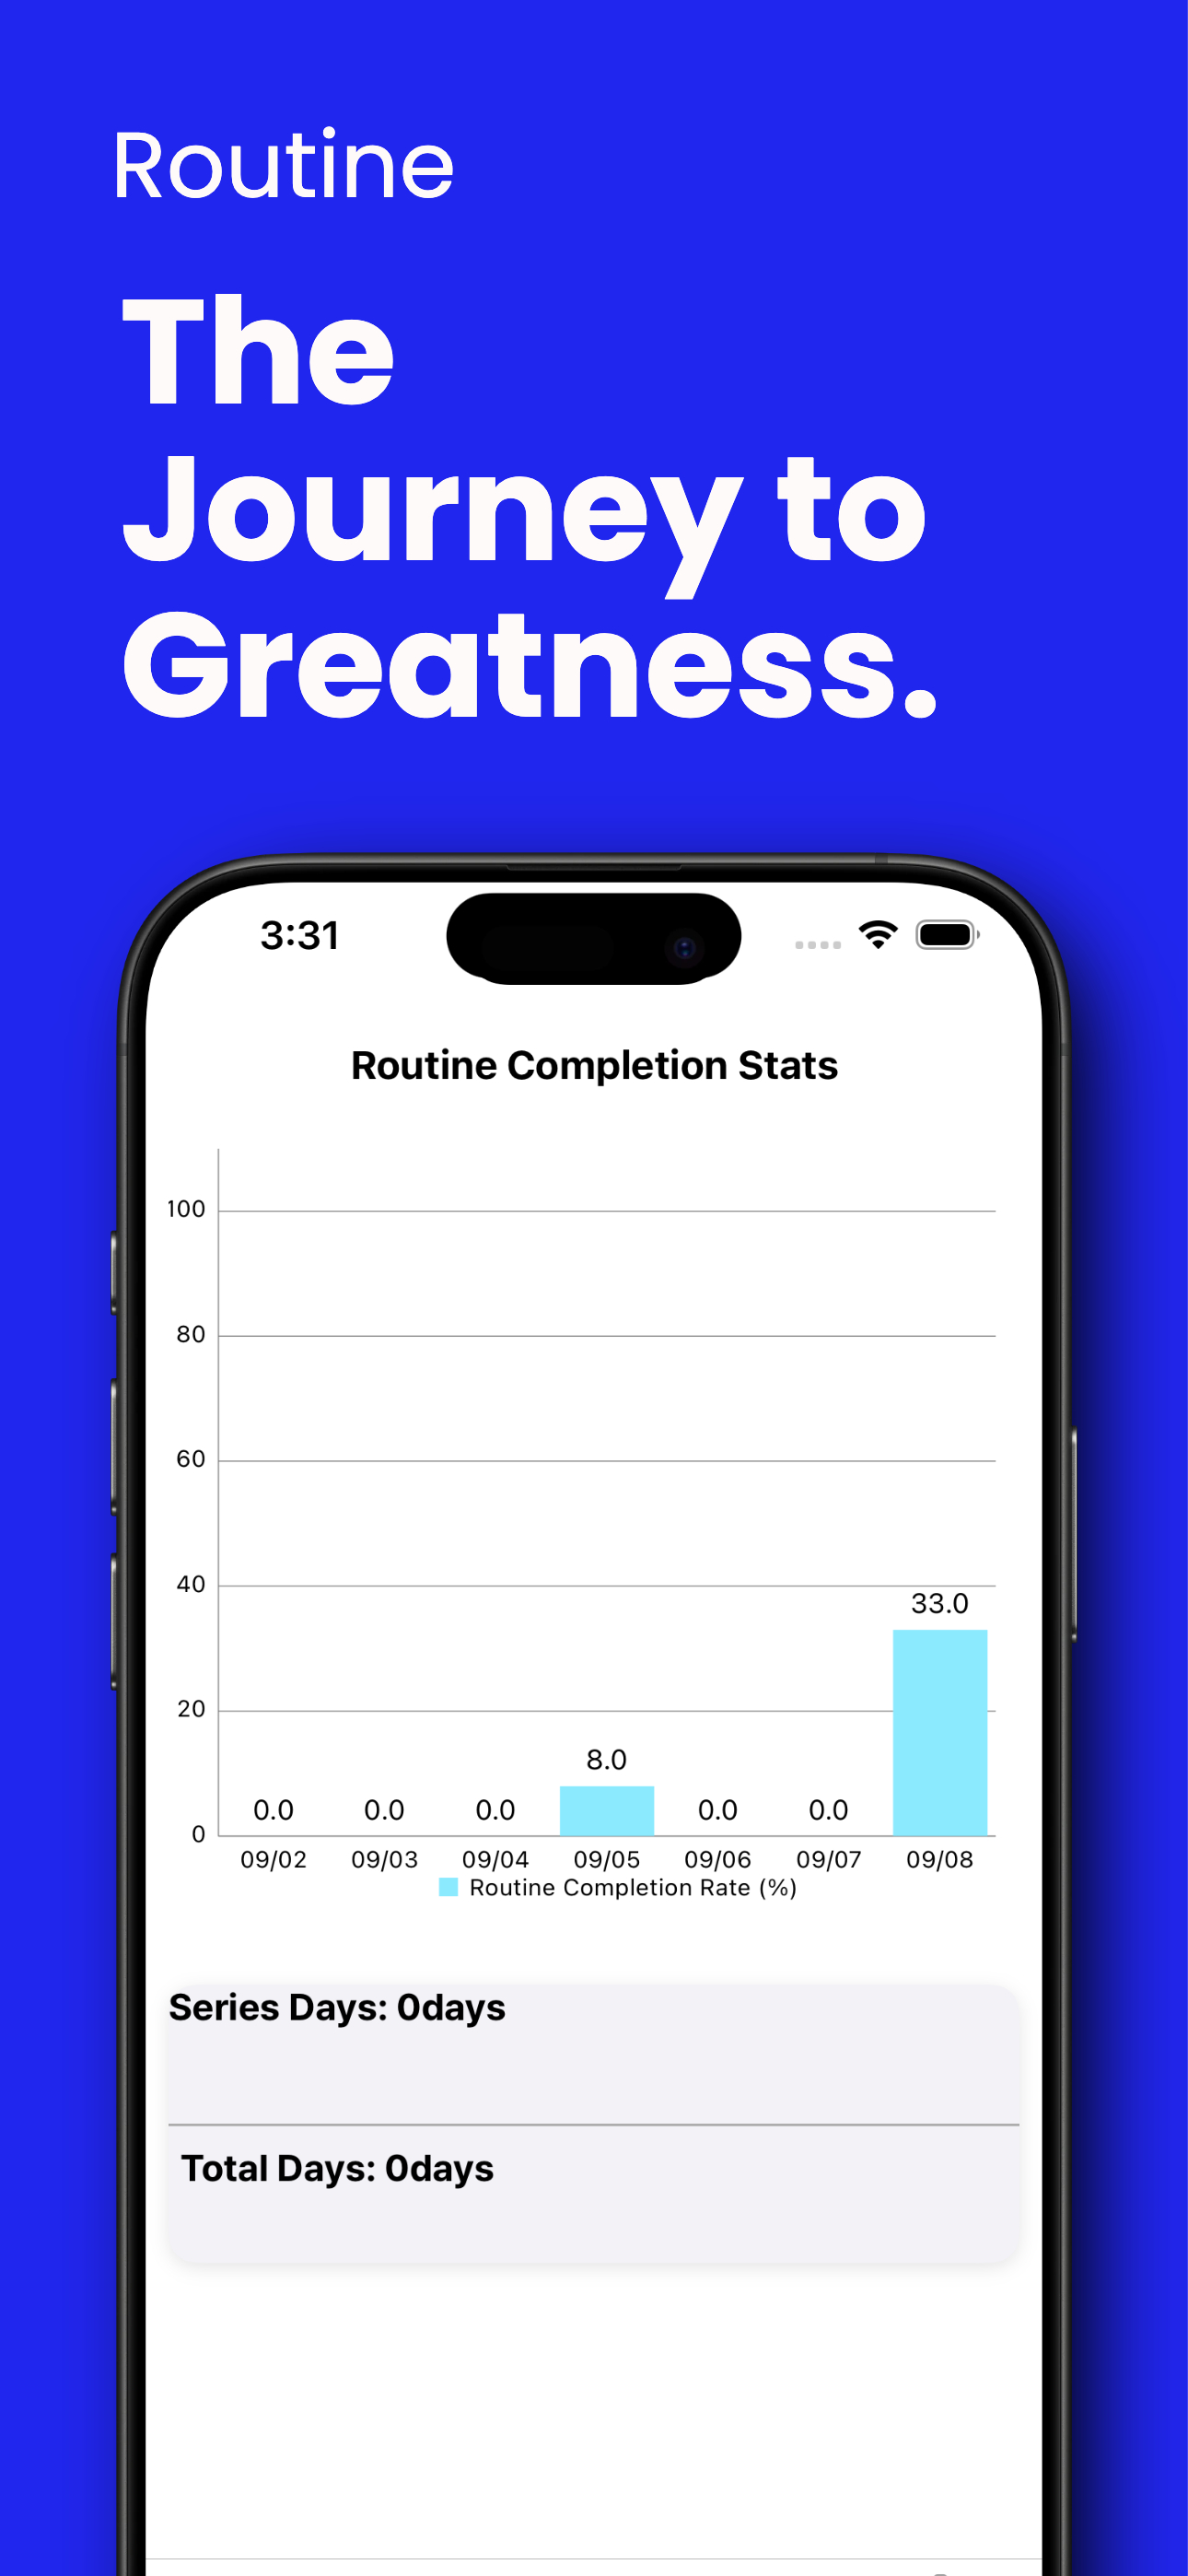 Routine
The
Journey to
Greatness.
3:31
Routine Completion Stats
100
80
60
40
20
0
33.0
8.0
0.0 0.0 0.0 0.0 0.0
09/02 09/03 09/04 09/05 09/06 09/07 09/08
Routine Completion Rate (%)
Series Days: 0days
Total Days: 0days